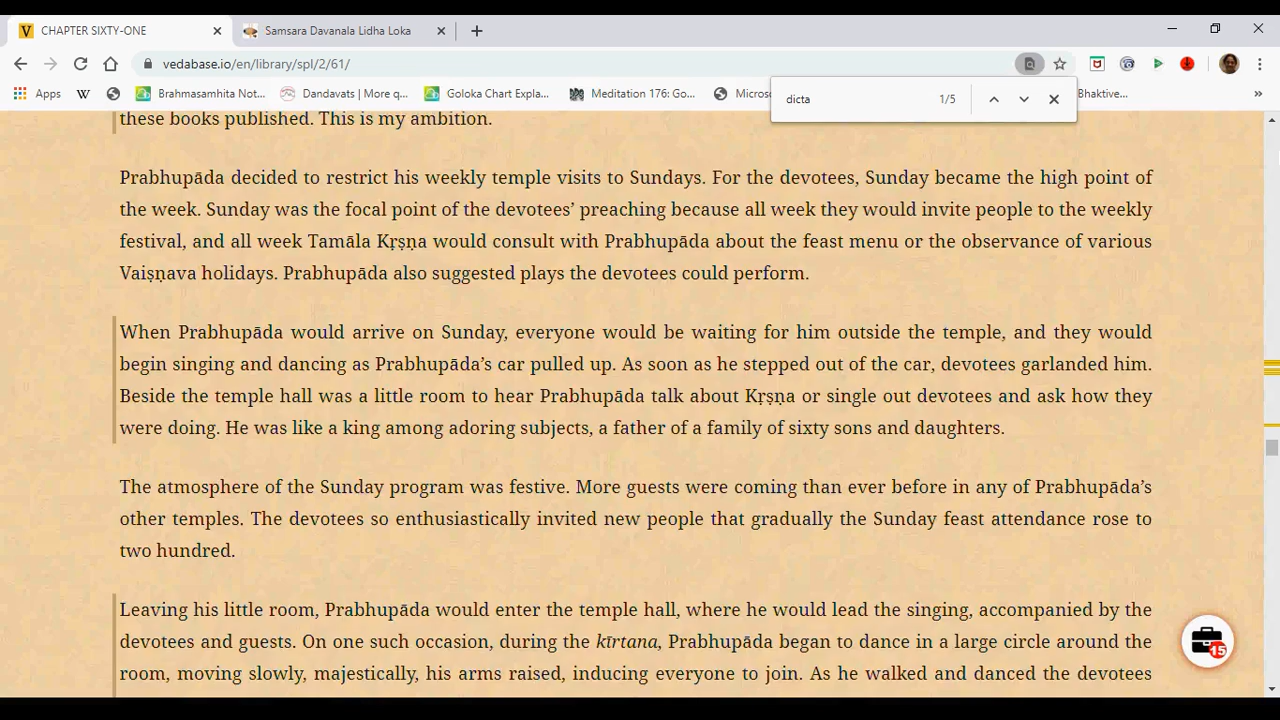 CHAPTER SIXTY-ONE
Samsara Davanala Lidha Loka
vedabase.io/en/library/spl/2/61/
Apps
Brahmasamhita Not...
Dandavats | More q...
Goloka Chart Expla...
Meditation 176: Go...
Microso
Bhaktive...
dicta 1/5
these books published. This is my ambition.
Prabhupāda decided to restrict his weekly temple visits to Sundays. For the devotees, Sunday became the high point of
the week. Sunday was the focal point of the devotees’ preaching because all week they would invite people to the weekly
festival, and all week Tamāla Kṛṣṇa would consult with Prabhupāda about the feast menu or the observance of various
Vaiṣṇava holidays. Prabhupāda also suggested plays the devotees could perform.
When Prabhupāda would arrive on Sunday, everyone would be waiting for him outside the temple, and they would
begin singing and dancing as Prabhupāda’s car pulled up. As soon as he stepped out of the car, devotees garlanded him.
Beside the temple hall was a little room to hear Prabhupāda talk about Kṛṣṇa or single out devotees and ask how they
were doing. He was like a king among adoring subjects, a father of a family of sixty sons and daughters.
The atmosphere of the Sunday program was festive. More guests were coming than ever before in any of Prabhupāda’s
other temples. The devotees so enthusiastically invited new people that gradually the Sunday feast attendance rose to
two hundred.
Leaving his little room, Prabhupāda would enter the temple hall, where he would lead the singing, accompanied by the
devotees and guests. On one such occasion, during the kīrtana, Prabhupāda began to dance in a large circle around the
room, moving slowly, majestically, his arms raised, inducing everyone to join. As he walked and danced the devotees
15